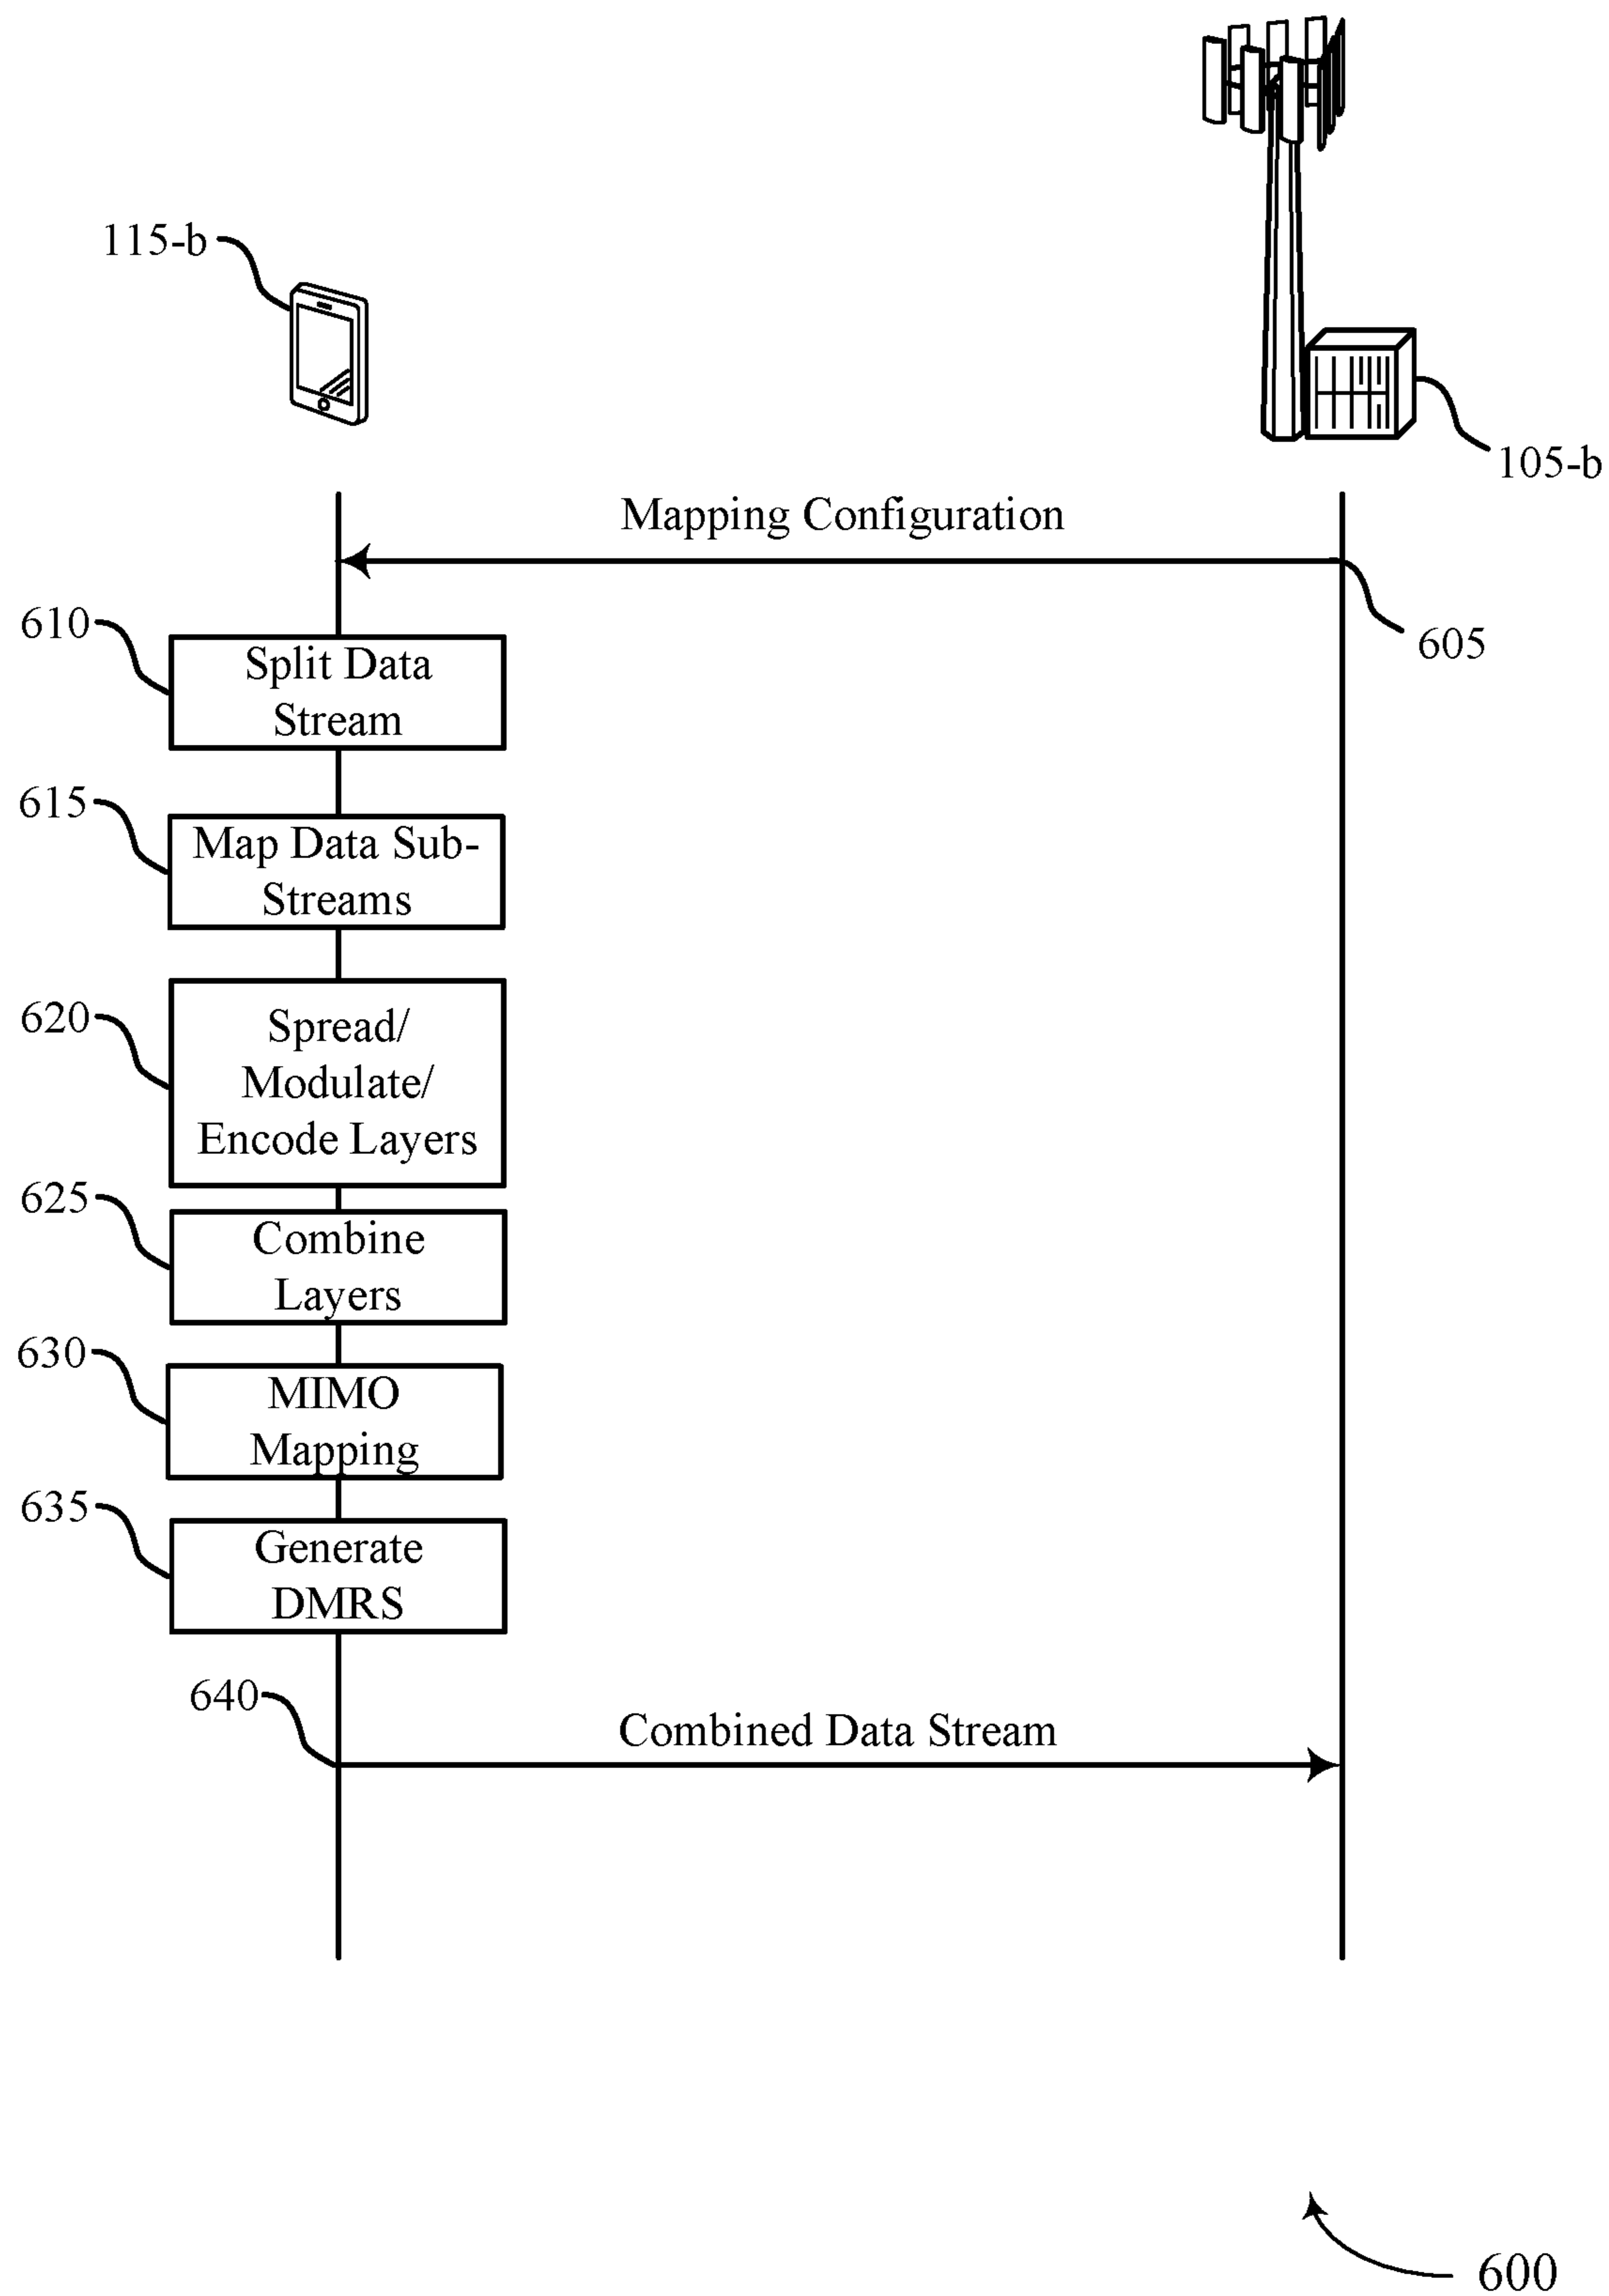 115-b
105-b
Mapping Configuration
605
610
Split Data
Stream
615
Map Data Sub-
Streams
620
Spread/
Modulate/
Encode Layers
625
Combine
Layers
630
MIMO
Mapping
635
Generate
DMRS
640
Combined Data Stream
600